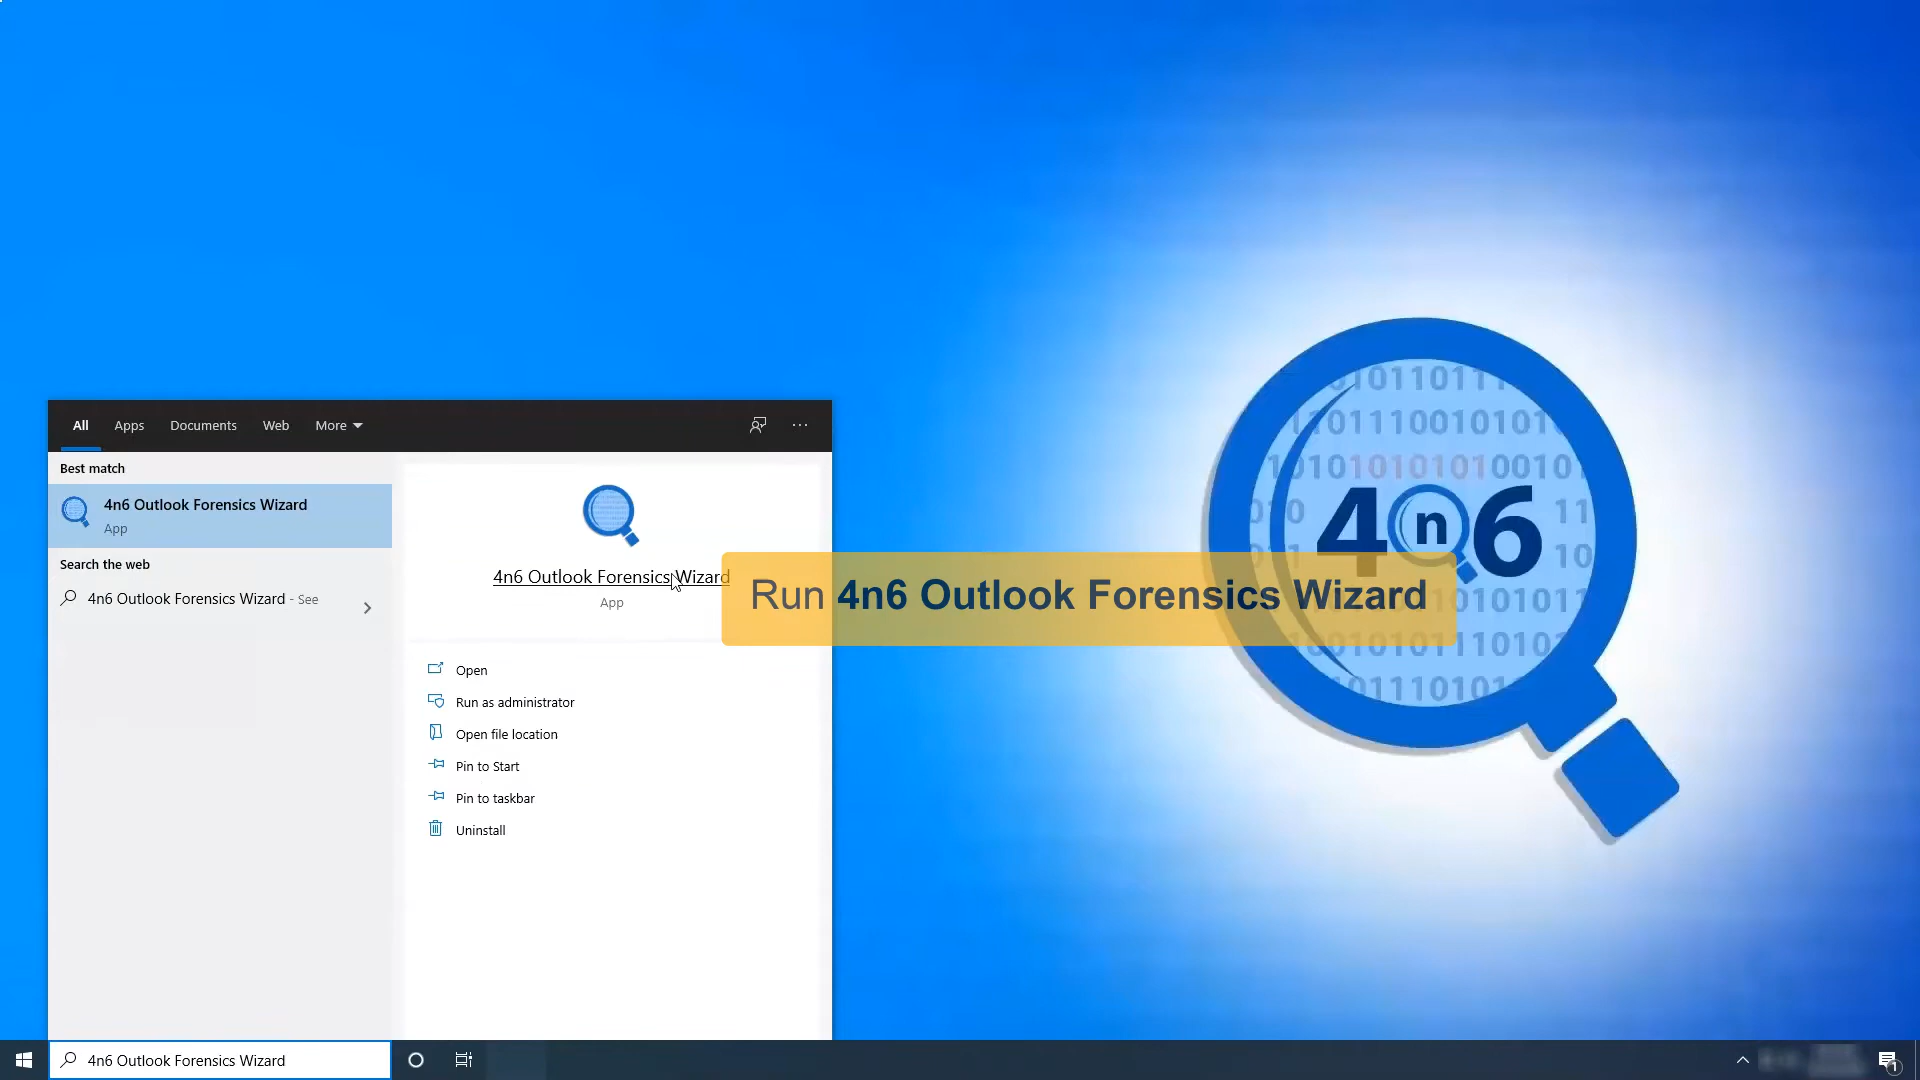 All Apps Documents Web More
Best match
4n6 Outlook Forensics Wizard
App
Search the web
4n6 Outlook Forensics Wizard - See
4n6 Outlook Forensics Wizard
App
Open
Run as administrator
Open file location
Pin to Start
Pin to taskbar
Uninstall
Run 4n6 Outlook Forensics Wizard
4n6
4n6 Outlook Forensics Wizard
1